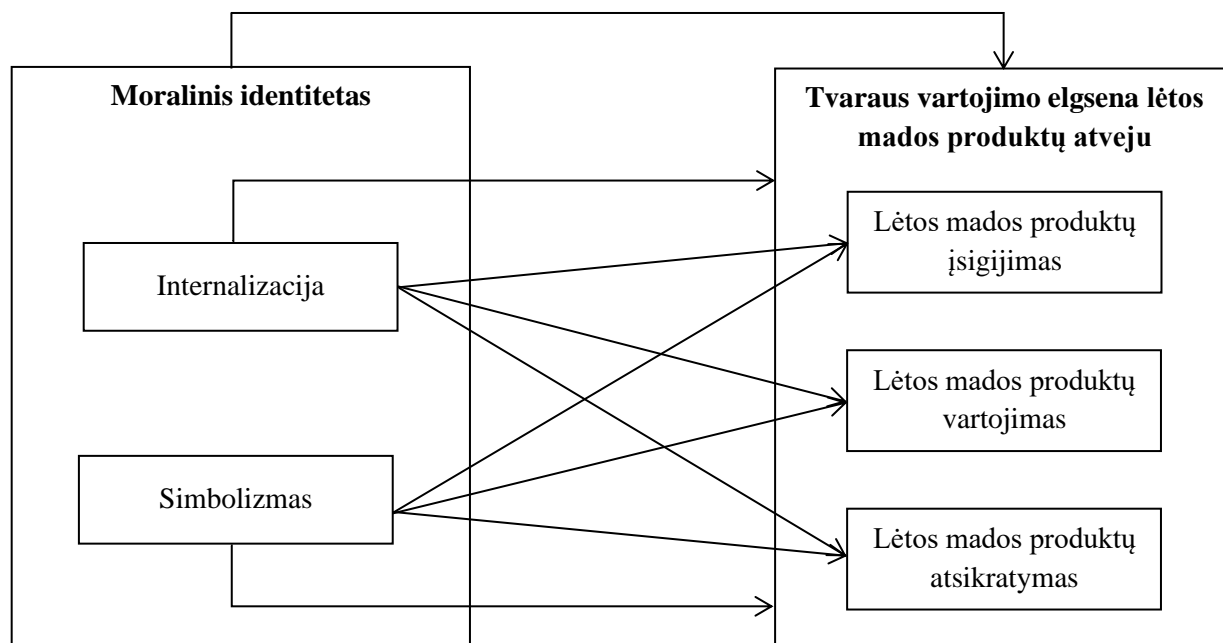 Moralinis identitetas
Internalizacija
Simbolizmas
Tvaraus vartojimo elgsena lėtos
mados produktų atveju
Lėtos mados produktų
įsigijimas
Lėtos mados produktų
vartojimas
Lėtos mados produktų
atsikratymas